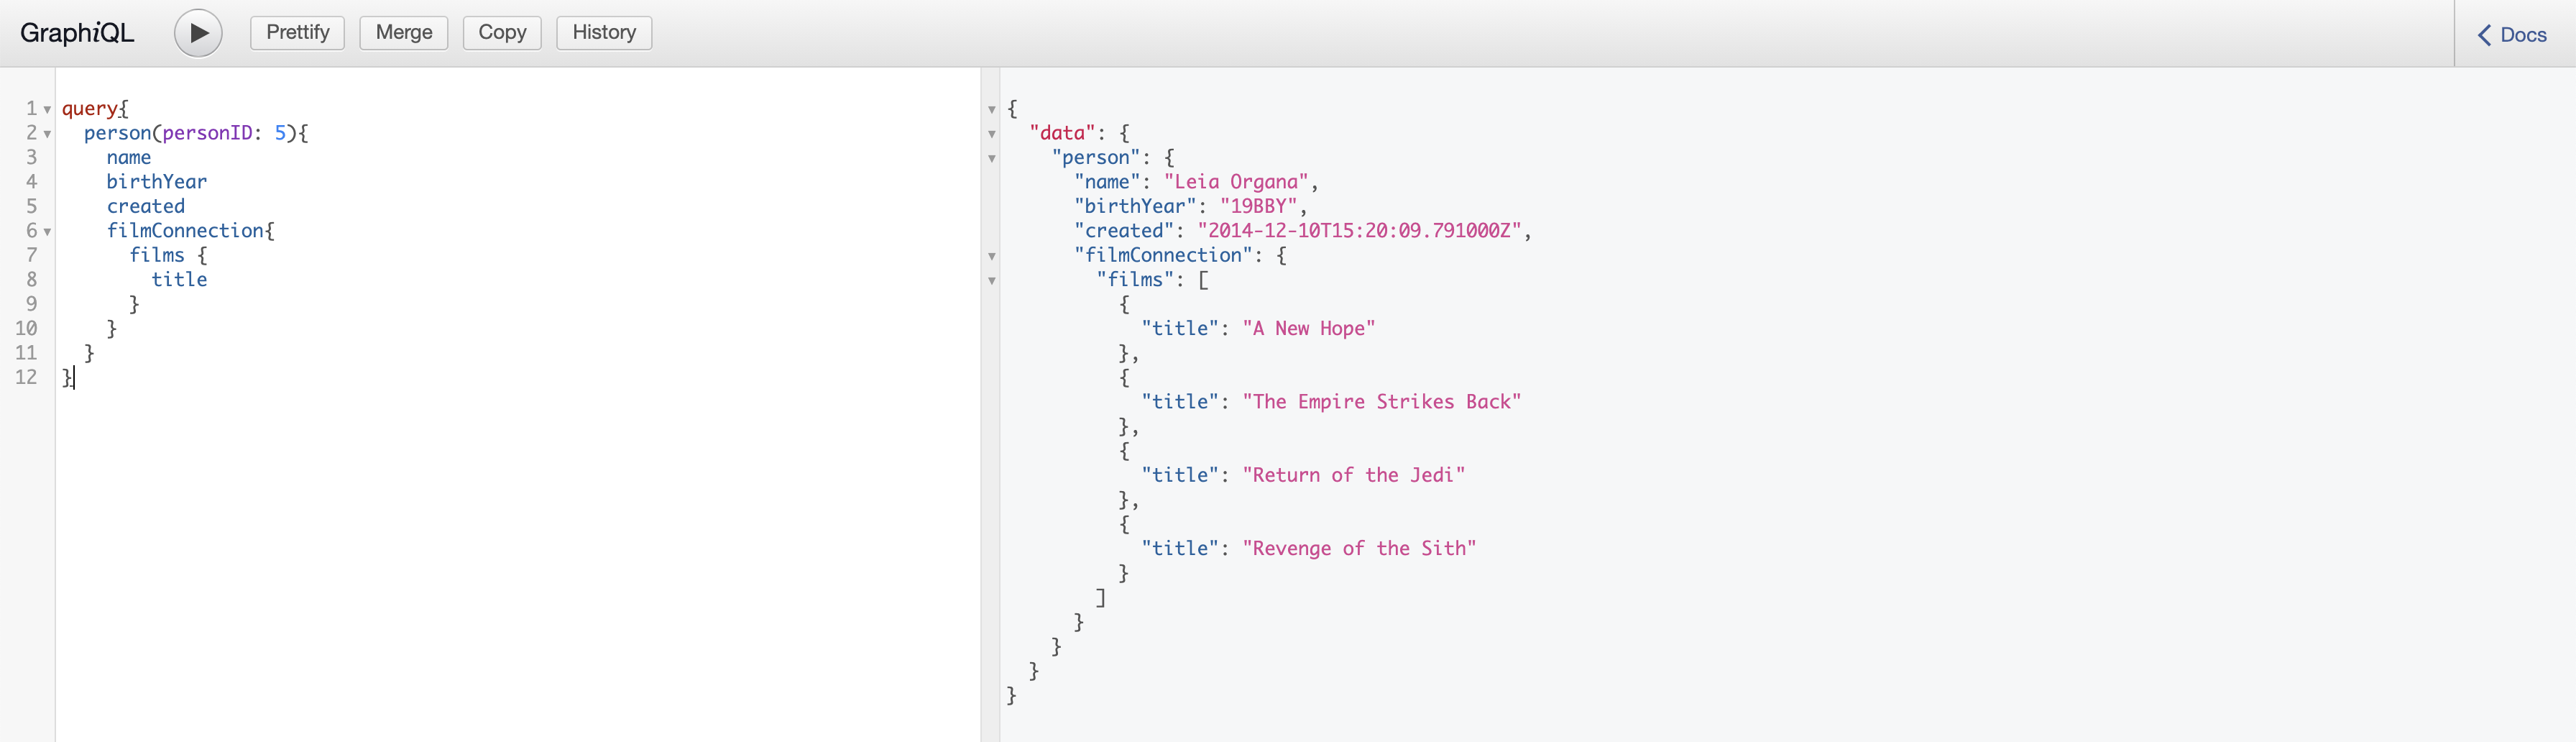 GraphiQL Prettify Merge Copy History Docs
1 query{
2   person(personID: 5){
3     name
4     birthYear
5     created
6     filmConnection{
7       films {
8         title
9       }
10     }
11   }
12 }
{
  "data": {
    "person": {
      "name": "Leia Organa",
      "birthYear": "19BBY",
      "created": "2014-12-10T15:20:09.791000Z",
      "filmConnection": {
        "films": [
          {
            "title": "A New Hope"
          },
          {
            "title": "The Empire Strikes Back"
          },
          {
            "title": "Return of the Jedi"
          },
          {
            "title": "Revenge of the Sith"
          }
        ]
      }
    }
  }
}